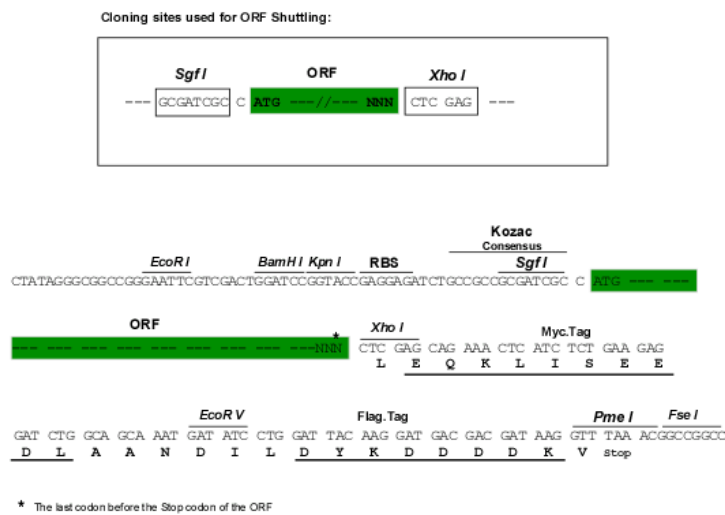 Cloning sites used for ORF Shuttling:
Sgf I ORF Xho I
--- GCGATCGC C ATG ---//--- NNN CTC GAG ---
Kozac
Consensus
EcoR I BamH I Kpn I RBS Sgf I
CTATAGGGCGGCCGGGAATTCGTCGACTGGATCCGGTACCGAGGAGATCTGCCGCCGCGATCGC C ATG --- ---
ORF Xho I Myc.Tag
*
--- --- --- --- --- --- --- --- --- ---NNN CTC GAG CAG AAA CTC ATC TCT GAA GAG
L E Q K L I S E E
EcoR V Flag.Tag Pme I Fse I
GAT CTG GCA GCA AAT GAT ATC CTG GAT TAC AAG GAT GAC GAC GAT AAG GTT TAA ACGGCCGGCC
D L A A N D I L D Y K D D D D K V Stop
* The last codon before the Stop codon of the ORF